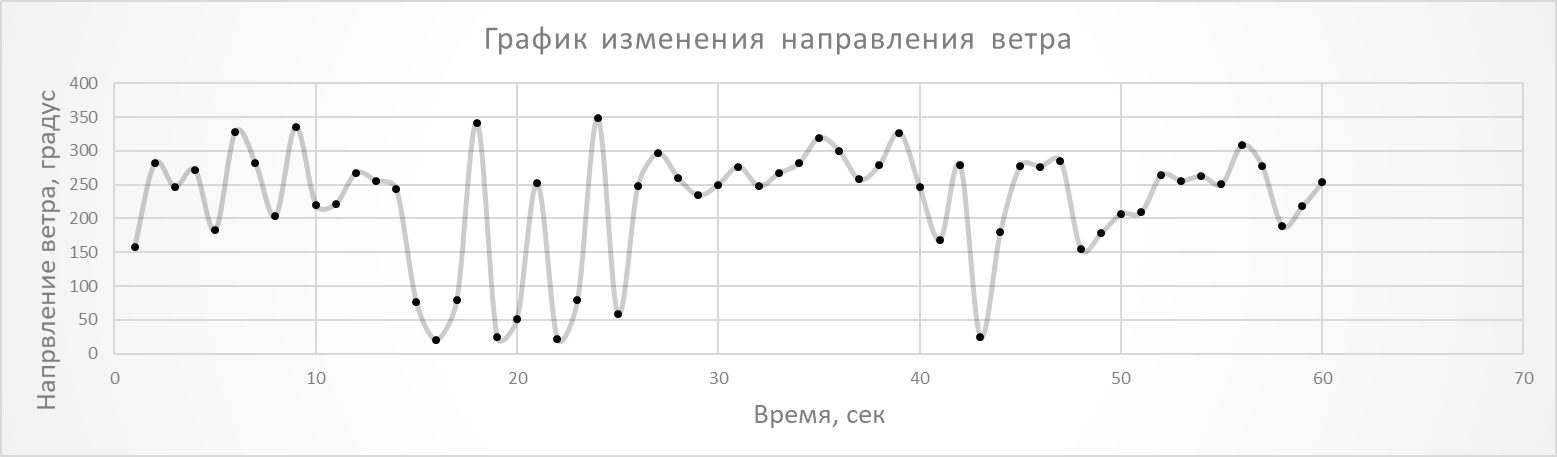 График изменения направления ветра
Напрвление ветра, градус
400
350
300
250
200
150
100
50
0
0 10 20 30 40 50 60 70
Время, сек